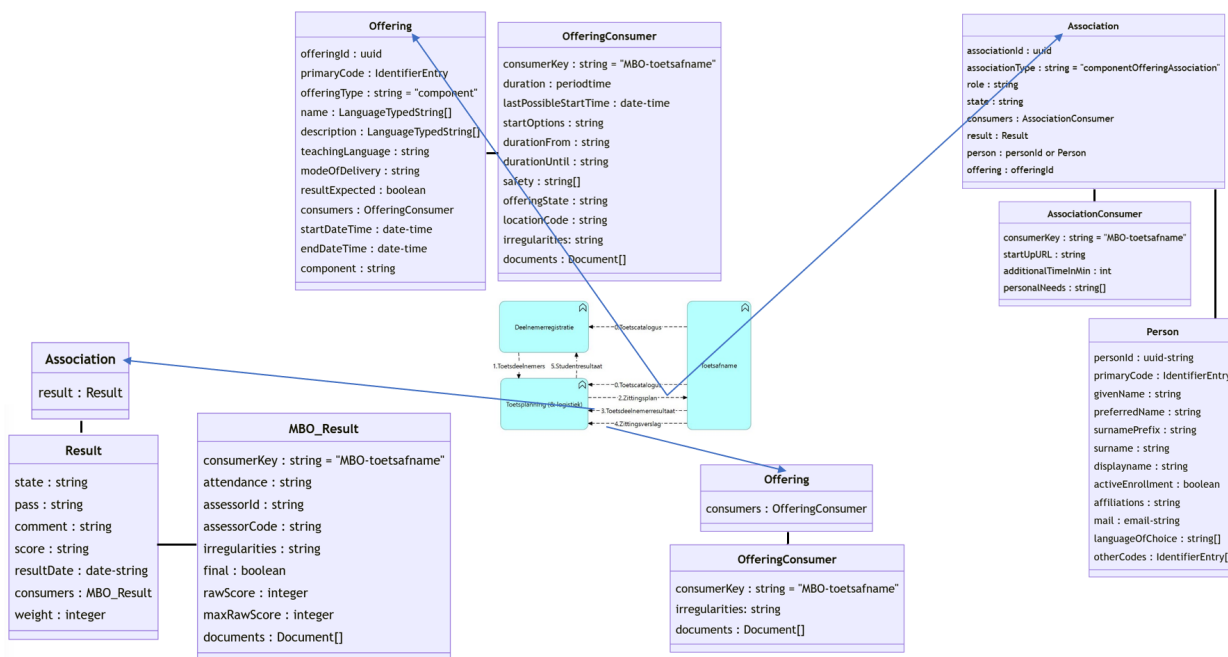 Offering
offeringId : uuid
primaryCode : IdentifierEntry
offeringType : string = "component"
name : LanguageTypedString[]
description : LanguageTypedString[]
teachingLanguage : string
modeOfDelivery : string
resultExpected : boolean
consumers : OfferingConsumer
startDateTime : date-time
endDateTime : date-time
component : string
OfferingConsumer
consumerKey : string = "MBO-toetsafname"
duration : periodtime
lastPossibleStartTime : date-time
startOptions : string
durationFrom : string
durationUntil : string
safety : string[]
offeringState : string
locationCode : string
irregularities: string
documents : Document[]
Association
associationId : uuid
associationType : string = "componentOfferingAssociation"
role : string
state : string
consumers : AssociationConsumer
result : Result
person : personId or Person
offering : offeringId
AssociationConsumer
consumerKey : string = "MBO-toetsafname"
startUpURL : string
additionalTimeInMin : int
personalNeeds : string[]
Person
personId : uuid-string
primaryCode : IdentifierEntry
givenName : string
preferredName : string
surnamePrefix : string
surname : string
displayname : string
activeEnrollment : boolean
affiliations : string
mail : email-string
languageOfChoice : string[]
otherCodes : IdentifierEntry[
Deelnemerregistratie
0.Toetscatalogus
Toetsafname
1.Toetsdeelnemers
5.Studentresultaat
Toetsplanning (& logistiek)
0.Toetscatalogus
2.Zittingsplan
3.Toetsdeelnemerresultaat
4.Zittingsverslag
Association
result : Result
Result
state : string
pass : string
comment : string
score : string
resultDate : date-string
consumers : MBO_Result
weight : integer
MBO_Result
consumerKey : string = "MBO-toetsafname"
attendance : string
assessorId : string
assessorCode : string
irregularities : string
final : boolean
rawScore : integer
maxRawScore : integer
documents : Document[]
Offering
consumers : OfferingConsumer
OfferingConsumer
consumerKey : string = "MBO-toetsafname"
irregularities: string
documents : Document[]